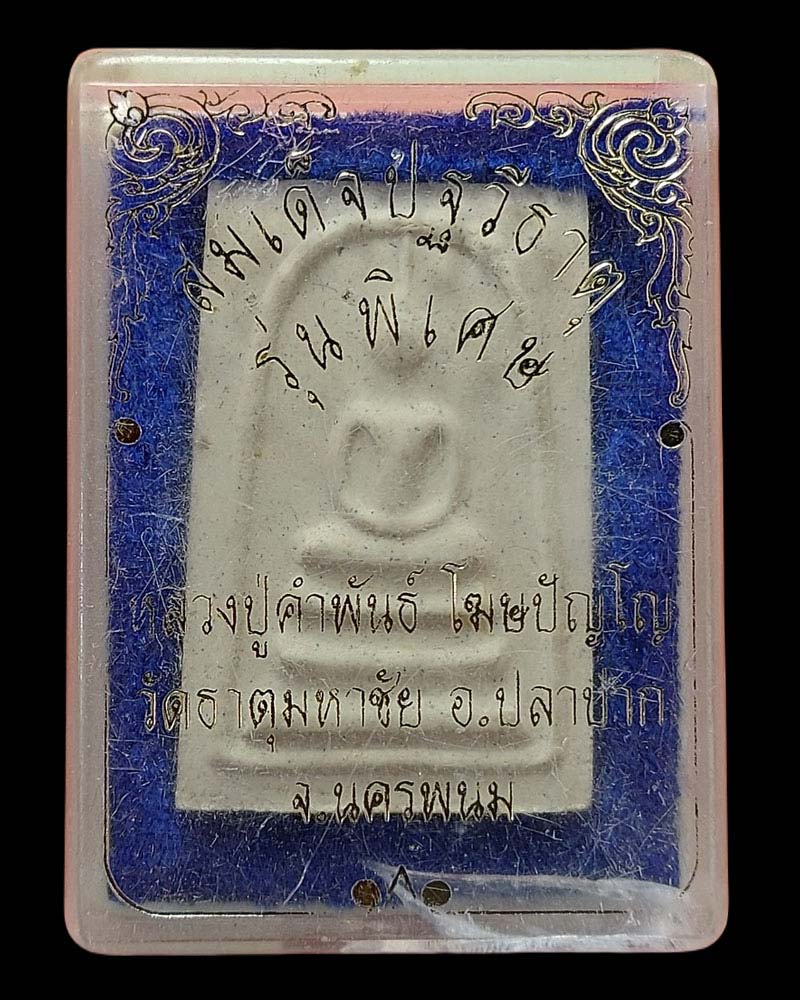 สมเด็จปฐวีธาตุ
รุ่นพิเศษ
หลวงปู่คำพันธ์ โฆษปัญโญ
วัดธาตุมหาชัย อ.ปลาปาก
จ.นครพนม